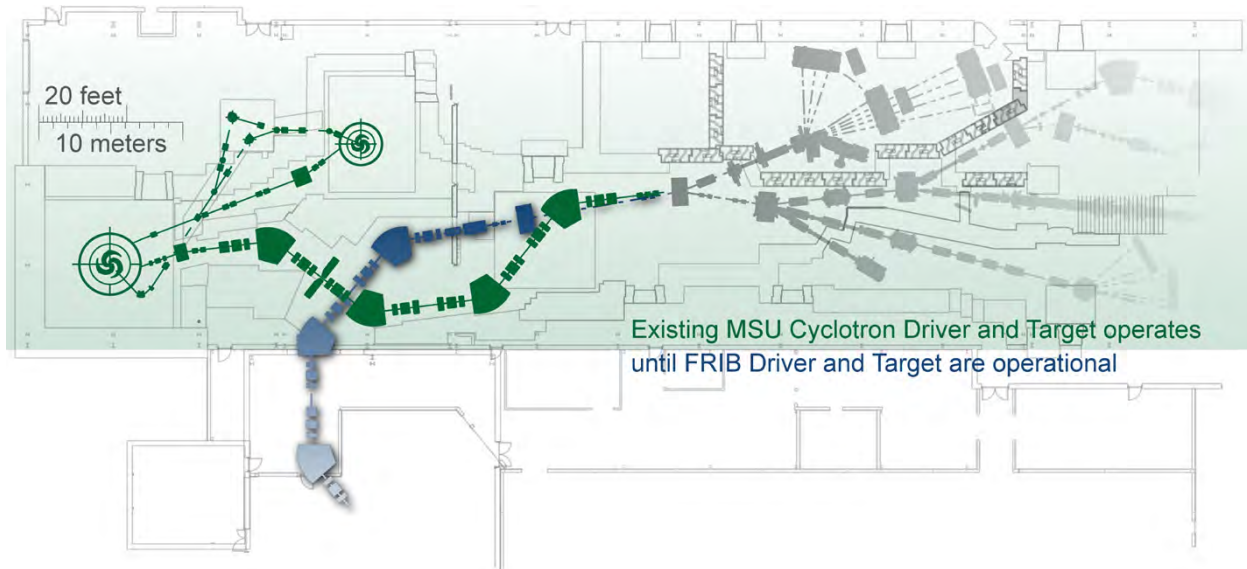 20 feet
10 meters
Existing MSU Cyclotron Driver and Target operates
until FRIB Driver and Target are operational